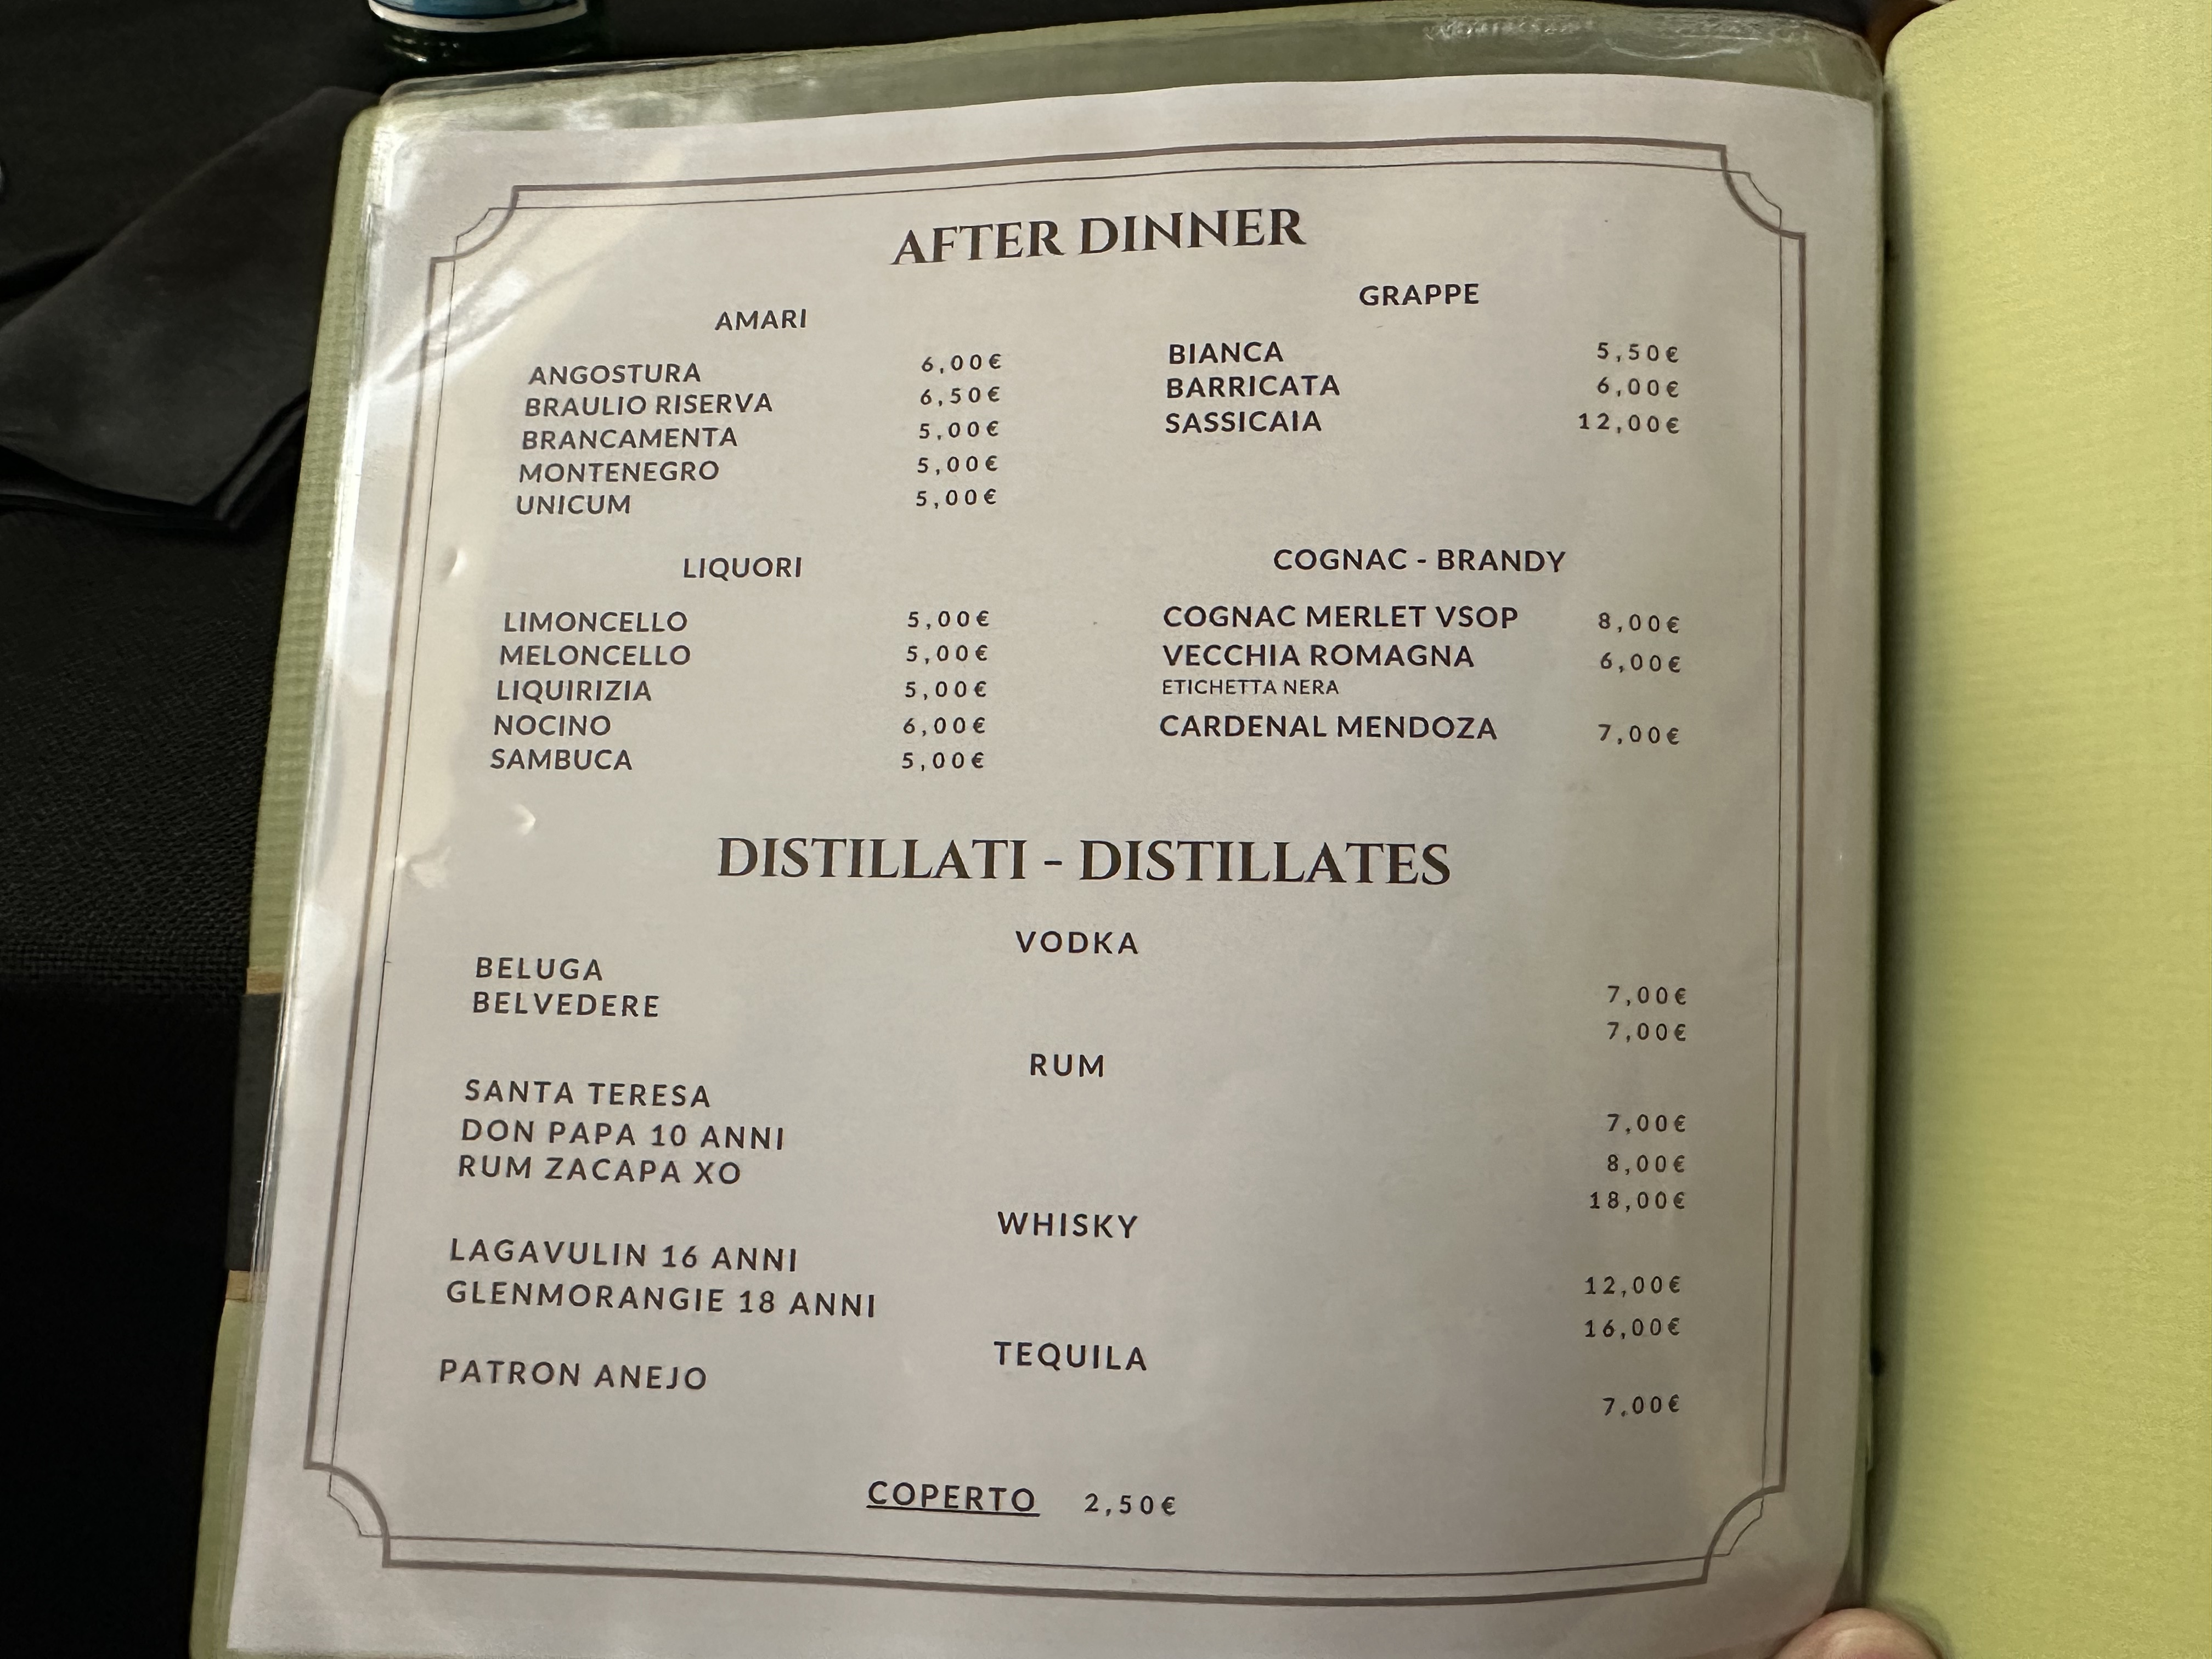 AFTER DINNER
AMARI
ANGOSTURA 6,00€
BRAULIO RISERVA 6,50€
BRANCAMENTA 5,00€
MONTENEGRO 5,00€
UNICUM 5,00€
GRAPPE
BIANCA 5,50€
BARRICATA 6,00€
SASSICAIA 12,00€
LIQUORI
LIMONCELLO 5,00€
MELONCELLO 5,00€
LIQUIRIZIA 5,00€
NOCINO 6,00€
SAMBUCA 5,00€
COGNAC - BRANDY
COGNAC MERLET VSOP 8,00€
VECCHIA ROMAGNA 6,00€
ETICHETTA NERA
CARDENAL MENDOZA 7,00€
DISTILLATI - DISTILLATES
VODKA
BELUGA 7,00€
BELVEDERE 7,00€
RUM
SANTA TERESA 7,00€
DON PAPA 10 ANNI 8,00€
RUM ZACAPA XO 18,00€
WHISKY
LAGAVULIN 16 ANNI 12,00€
GLENMORANGIE 18 ANNI 16,00€
TEQUILA
PATRON ANEJO 7,00€
COPERTO 2,50€